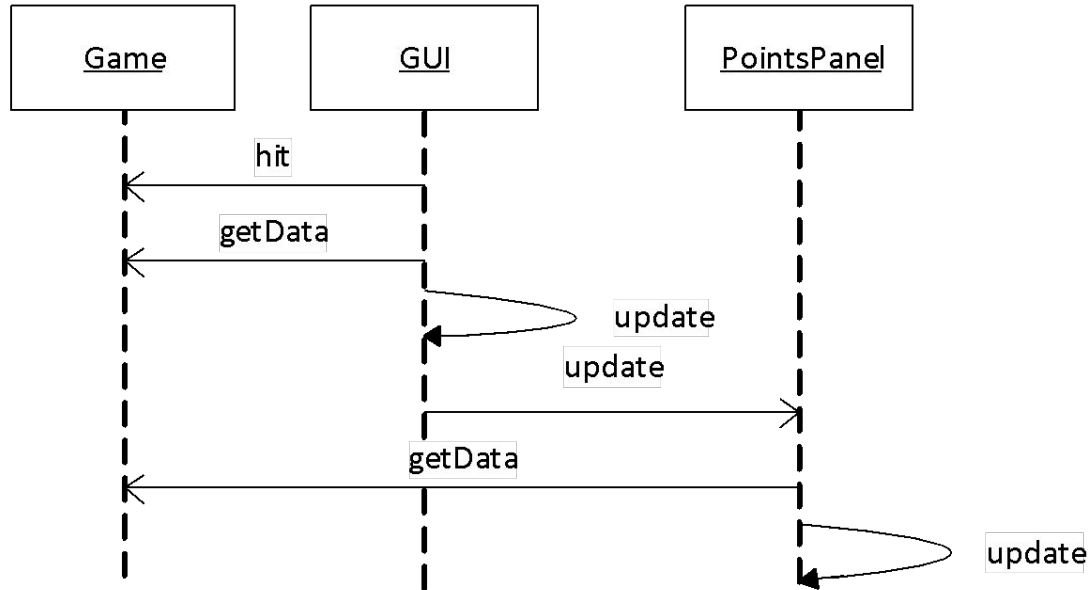 Game
GUI
PointsPanel
hit
getData
update
update
getData
update